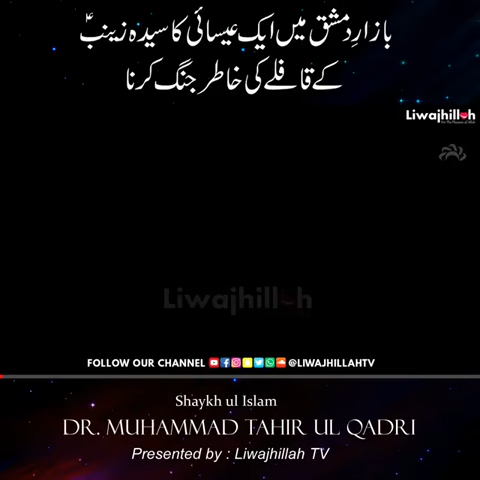 بازارِ دمشق میں ایک عیسائی کا سیدہ زینبؑ
کے قافلے کی خاطر جنگ کرنا
Liwajhillah
Liwajhillah
FOLLOW OUR CHANNEL @LIWAJHILLAHTV
Shaykh ul Islam
DR. MUHAMMAD TAHIR UL QADRI
Presented by : Liwajhillah TV